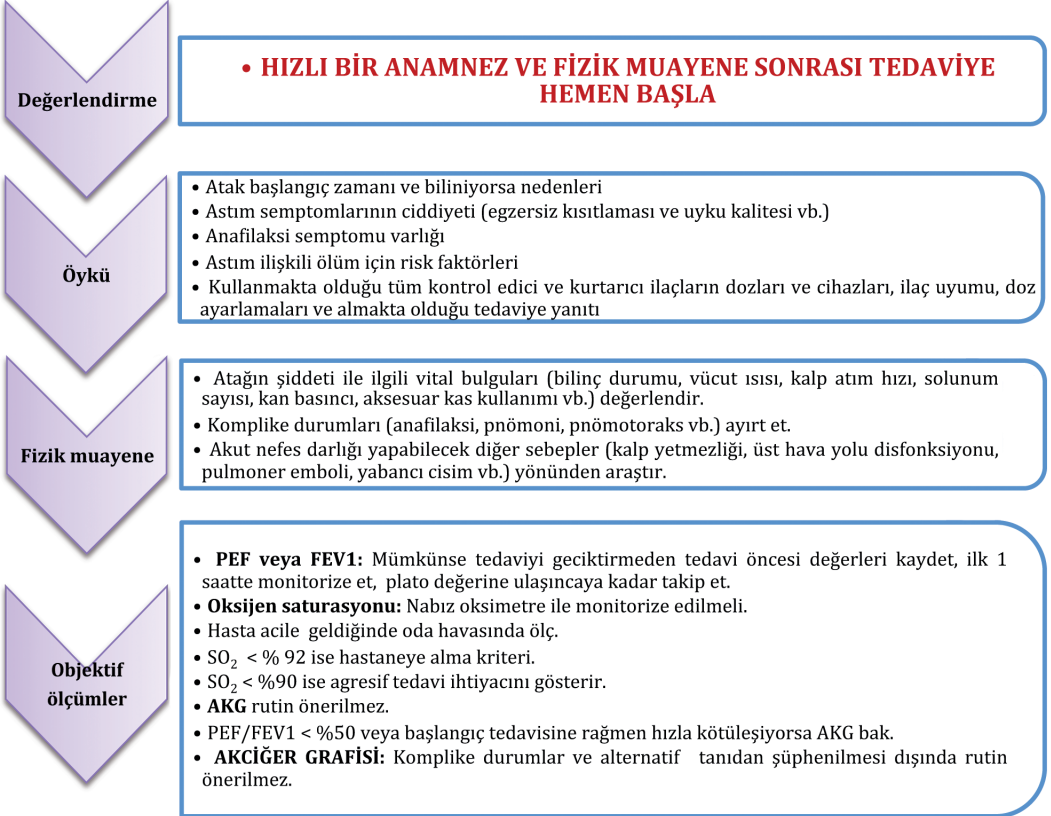 Değerlendirme
• HIZLI BİR ANAMNEZ VE FİZİK MUAYENE SONRASI TEDAVİYE
HEMEN BAŞLA
Öykü
• Atak başlangıç zamanı ve biliniyorsa nedenleri
• Astım semptomlarının ciddiyeti (egzersiz kısıtlaması ve uyku kalitesi vb.)
• Anafilaksi semptomu varlığı
• Astım ilişkili ölüm için risk faktörleri
• Kullanmakta olduğu tüm kontrol edici ve kurtarıcı ilaçların dozları ve cihazları, ilaç uyumu, doz
ayarlamaları ve almakta olduğu tedaviye yanıtı
Fizik muayene
• Atağın şiddeti ile ilgili vital bulguları (bilinç durumu, vücut ısısı, kalp atım hızı, solunum
sayısı, kan basıncı, aksesuar kas kullanımı vb.) değerlendir.
• Komplike durumları (anafilaksi, pnömoni, pnömotoraks vb.) ayırt et.
• Akut nefes darlığı yapabilecek diğer sebepler (kalp yetmezliği, üst hava yolu disfonksiyonu,
pulmoner emboli, yabancı cisim vb.) yönünden araştır.
Objektif
ölçümler
• PEF veya FEV1: Mümkünse tedaviyi geciktirmeden tedavi öncesi değerleri kaydet, ilk 1
saatte monitorize et, plato değerine ulaşıncaya kadar takip et.
• Oksijen saturasyonu: Nabız oksimetre ile monitorize edilmeli.
• Hasta acile geldiğinde oda havasında ölç.
• SO₂ < % 92 ise hastaneye alma kriteri.
• SO₂ < %90 ise agresif tedavi ihtiyacını gösterir.
• AKG rutin önerilmez.
• PEF/FEV1 < %50 veya başlangıç tedavisine rağmen hızla kötüleşiyorsa AKG bak.
• AKCİĞER GRAFİSİ: Komplike durumlar ve alternatif tanıdan şüphenilmesi dışında rutin
önerilmez.